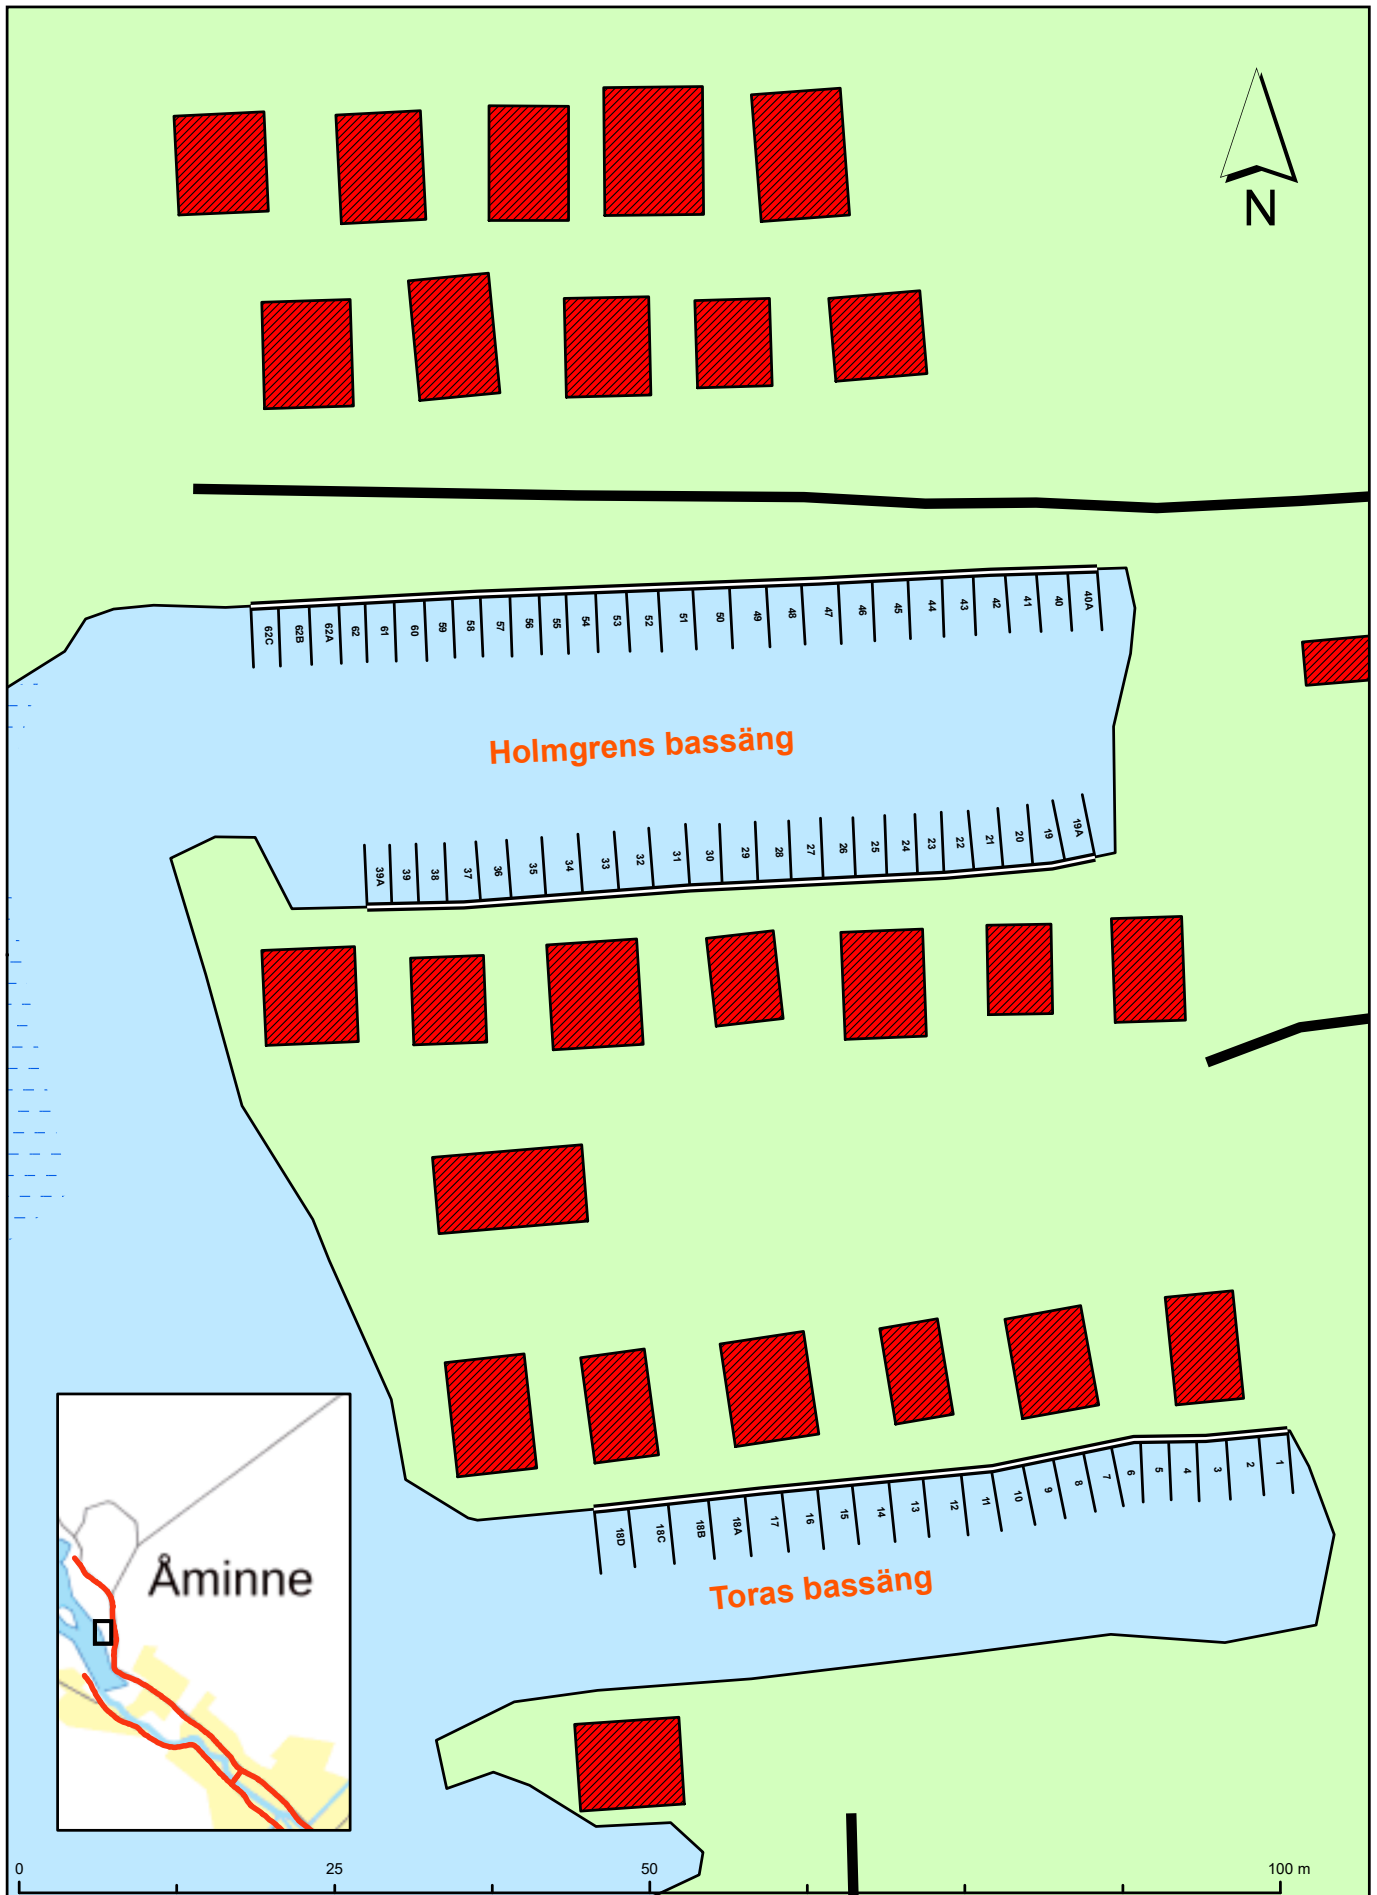 N
62C 62B 62A 62 61 60 59 58 57 56 55 54 53 52 51 50 49 48 47 46 45 44 43 42 41 40 40A
Holmgrens bassäng
39A 39 38 37 36 35 34 33 32 31 30 29 28 27 26 25 24 23 22 21 20 19 19A
18D 18C 18B 18A 17 16 15 14 13 12 11 10 9 8 7 6 5 4 3 2 1
Toras bassäng
Åminne
0 25 50 100 m